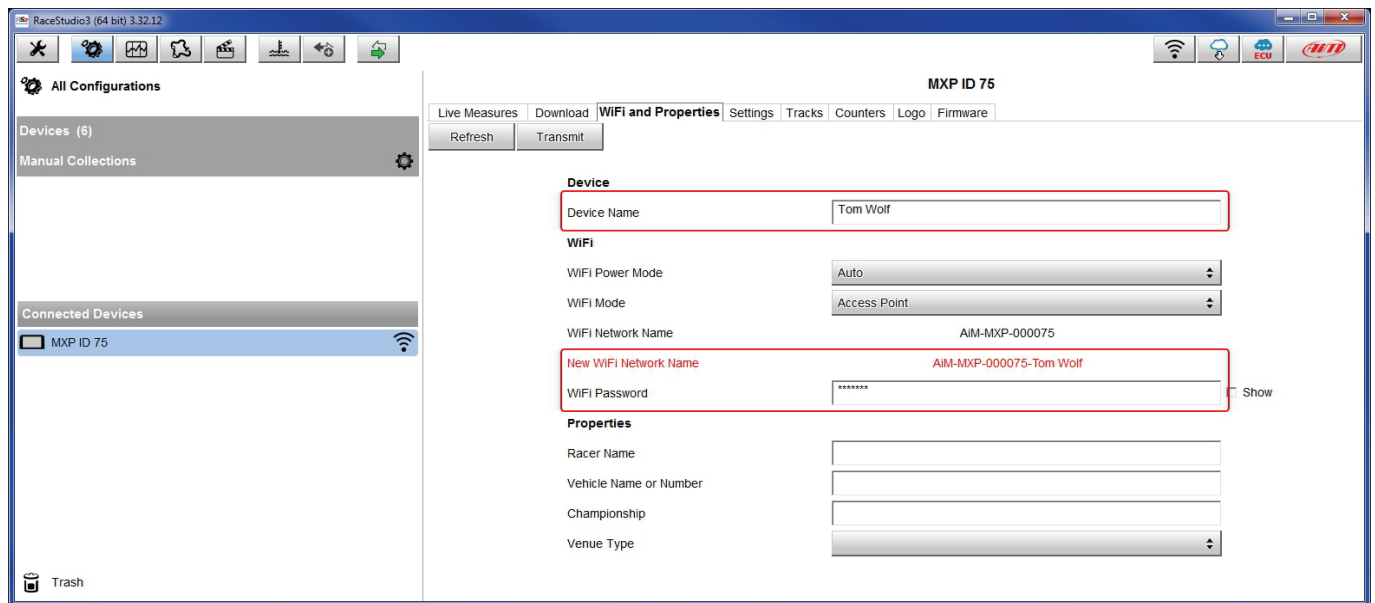 RaceStudio3 (64 bit) 3.32.12
ECU
AiM
All Configurations
MXP ID 75
Live Measures Download WiFi and Properties Settings Tracks Counters Logo Firmware
Devices (6)
Refresh Transmit
Manual Collections
Device
Device Name Tom Wolf
WiFi
WiFi Power Mode Auto
WiFi Mode Access Point
Connected Devices
WiFi Network Name AiM-MXP-000075
MXP ID 75
New WiFi Network Name AiM-MXP-000075-Tom Wolf
WiFi Password ******* Show
Properties
Racer Name
Vehicle Name or Number
Championship
Venue Type
Trash